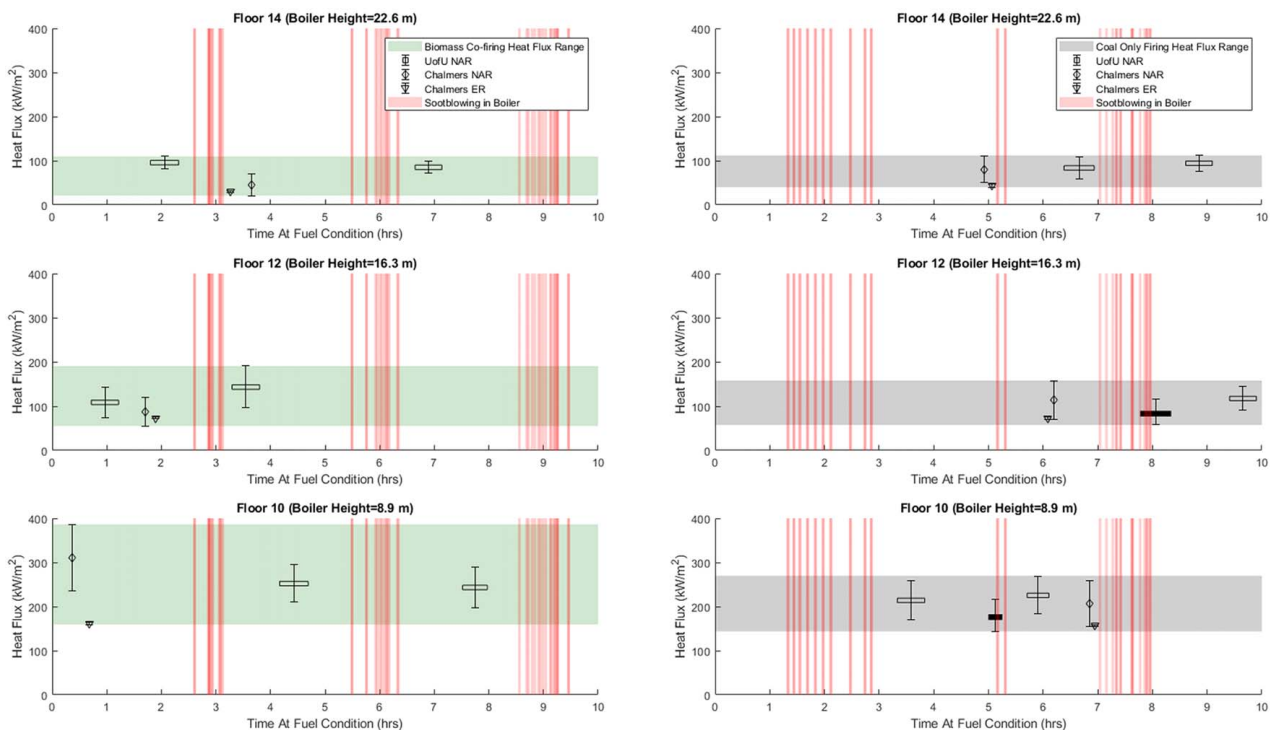 Floor 14 (Boiler Height=22.6 m)
400
300
200
100
0
Heat Flux (kW/m²)
Biomass Co-firing Heat Flux Range
UofU NAR
Chalmers NAR
Chalmers ER
Sootblowing in Boiler
0 1 2 3 4 5 6 7 8 9 10
Time At Fuel Condition (hrs)
Floor 14 (Boiler Height=22.6 m)
400
300
200
100
0
Heat Flux (kW/m²)
Coal Only Firing Heat Flux Range
UofU NAR
Chalmers NAR
Chalmers ER
Sootblowing in Boiler
0 1 2 3 4 5 6 7 8 9 10
Time At Fuel Condition (hrs)
Floor 12 (Boiler Height=16.3 m)
400
300
200
100
0
Heat Flux (kW/m²)
0 1 2 3 4 5 6 7 8 9 10
Time At Fuel Condition (hrs)
Floor 12 (Boiler Height=16.3 m)
400
300
200
100
0
Heat Flux (kW/m²)
0 1 2 3 4 5 6 7 8 9 10
Time At Fuel Condition (hrs)
Floor 10 (Boiler Height=8.9 m)
400
300
200
100
0
Heat Flux (kW/m²)
0 1 2 3 4 5 6 7 8 9 10
Time At Fuel Condition (hrs)
Floor 10 (Boiler Height=8.9 m)
400
300
200
100
0
Heat Flux (kW/m²)
0 1 2 3 4 5 6 7 8 9 10
Time At Fuel Condition (hrs)